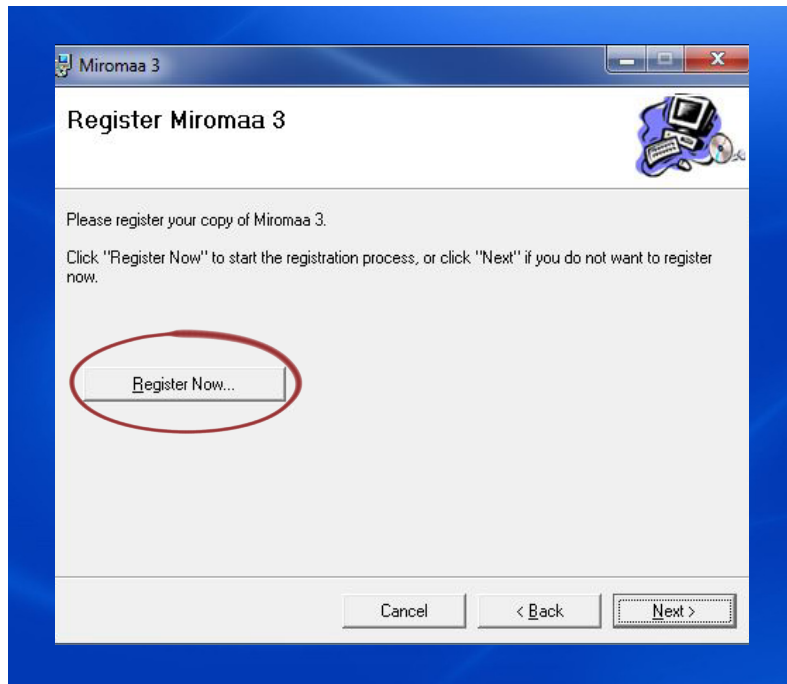 Miromaa 3
Register Miromaa 3
Please register your copy of Miromaa 3.
Click "Register Now" to start the registration process, or click "Next" if you do not want to register
now.
Register Now...
Cancel
< Back
Next >